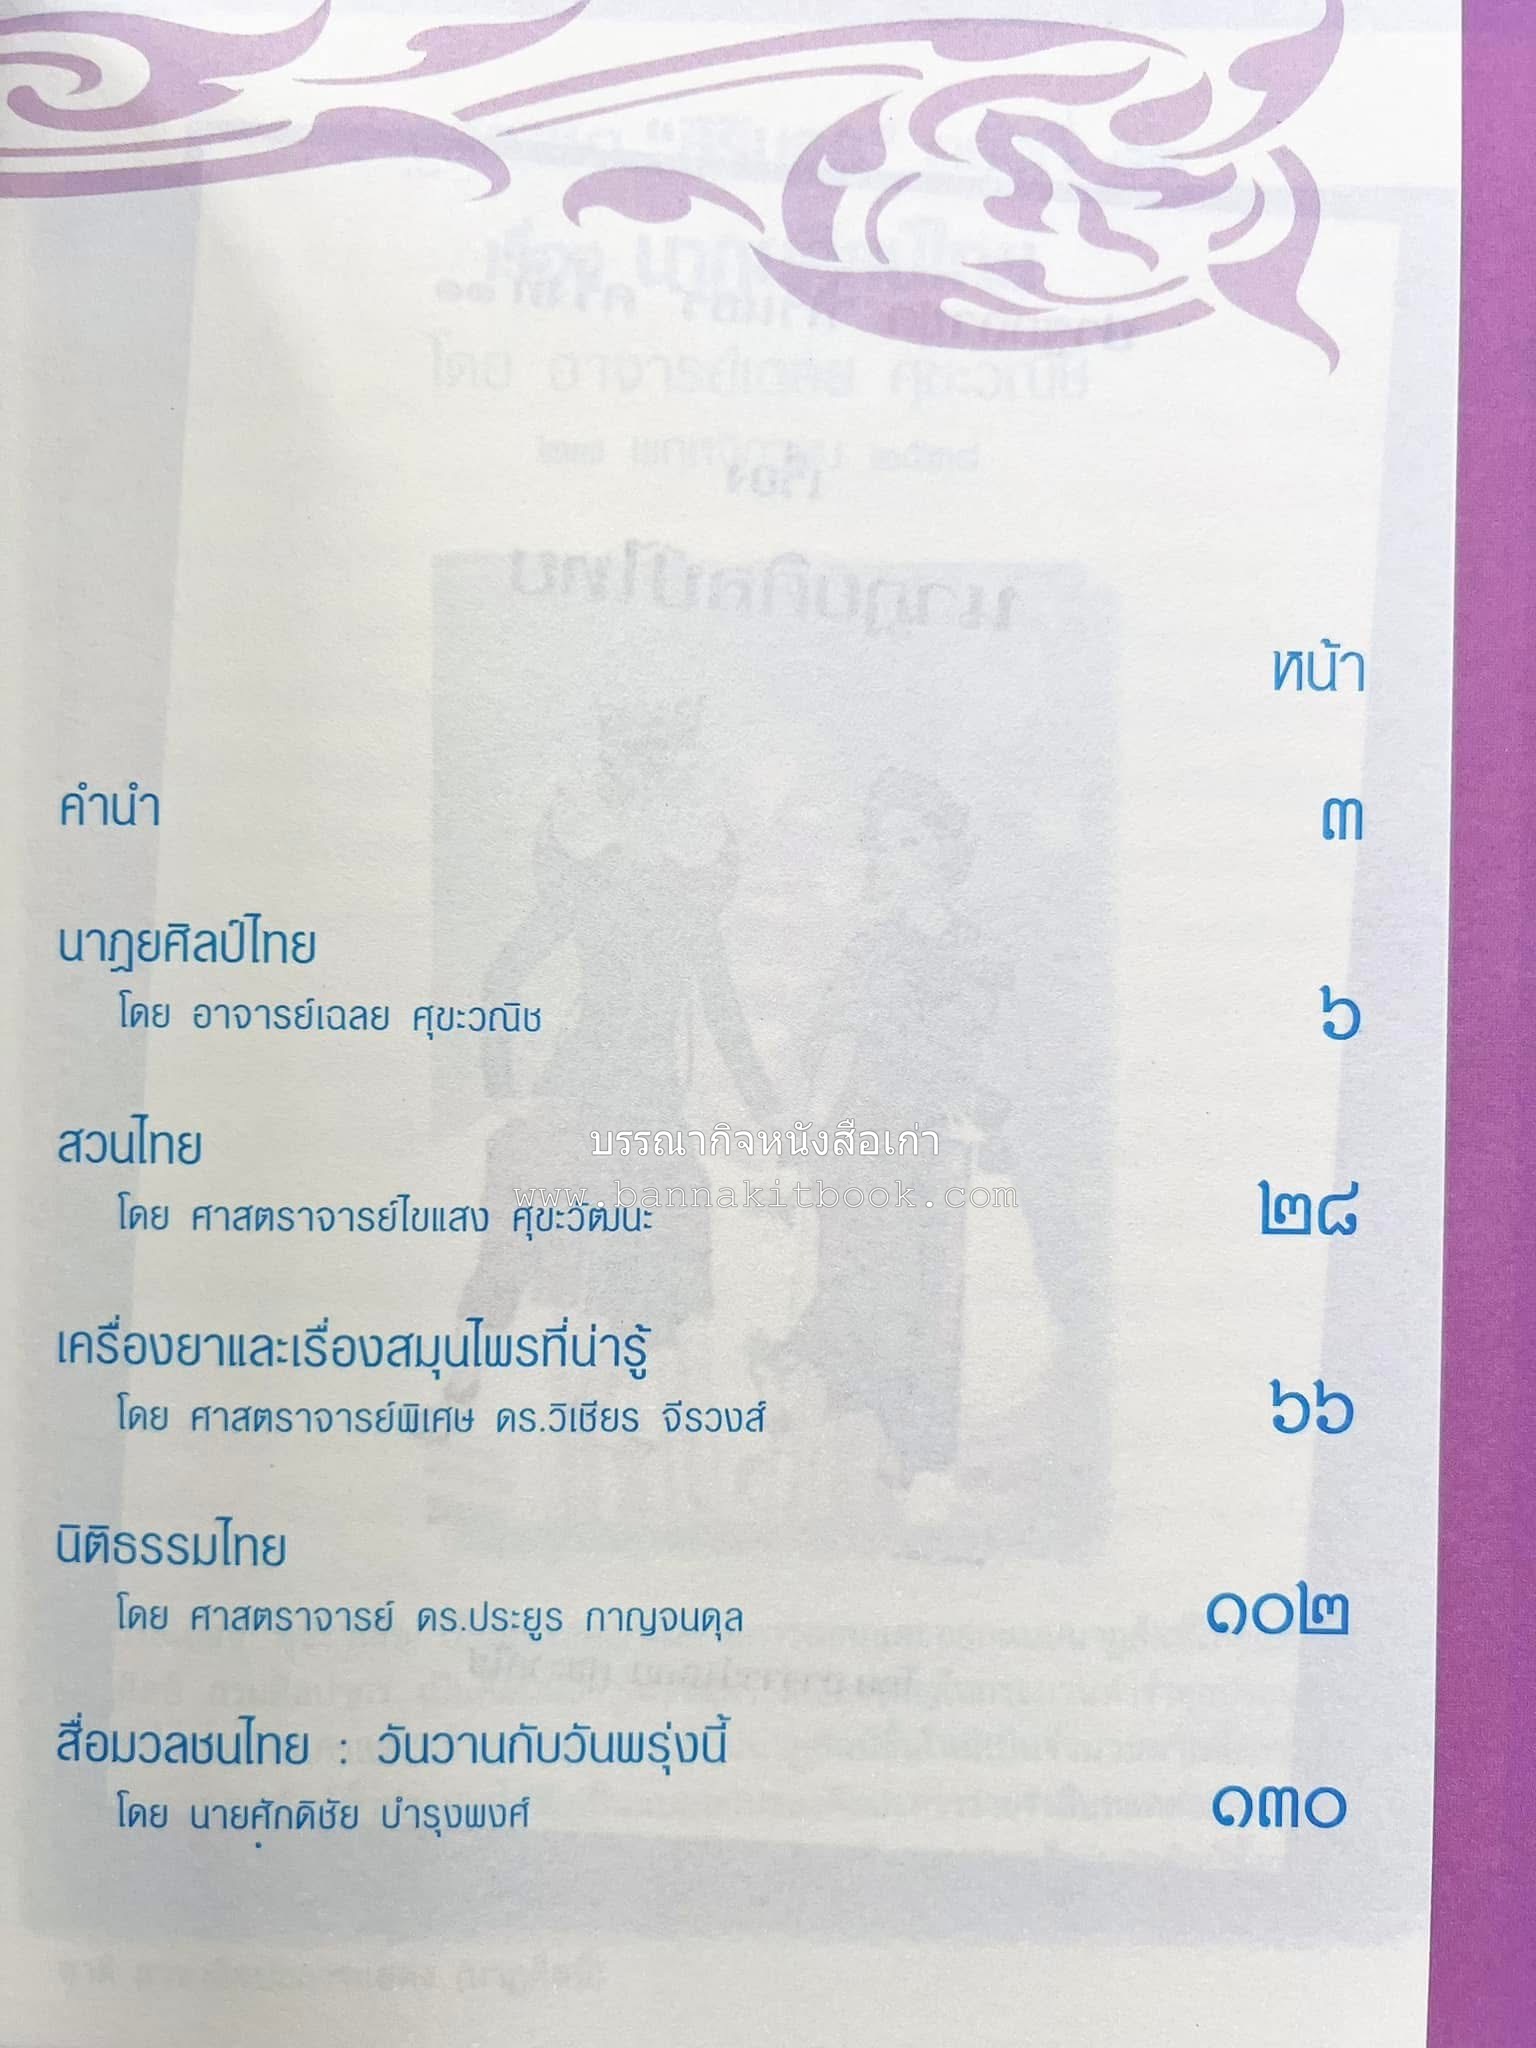 หน้า
คำนำ ๓
นาฏยศิลป์ไทย
โดย อาจารย์เฉลย ศุขะวณิช ๖
สวนไทย
โดย ศาสตราจารย์ไขแสง ศุขะวัฒนะ ๒๘
เครื่องยาและเรื่องสมุนไพรที่น่ารู้
โดย ศาสตราจารย์พิเศษ ดร.วิเชียร จีรวงส์ ๖๖
นิติธรรมไทย
โดย ศาสตราจารย์ ดร.ประยูร กาญจนดุล ๑๐๒
สื่อมวลชนไทย : วันวานกับวันพรุ่งนี้
โดย นายศักดิชัย บำรุงพงศ์ ๑๓๐
บรรณากิจหนังสือเก่า
www.bannakitbook.com